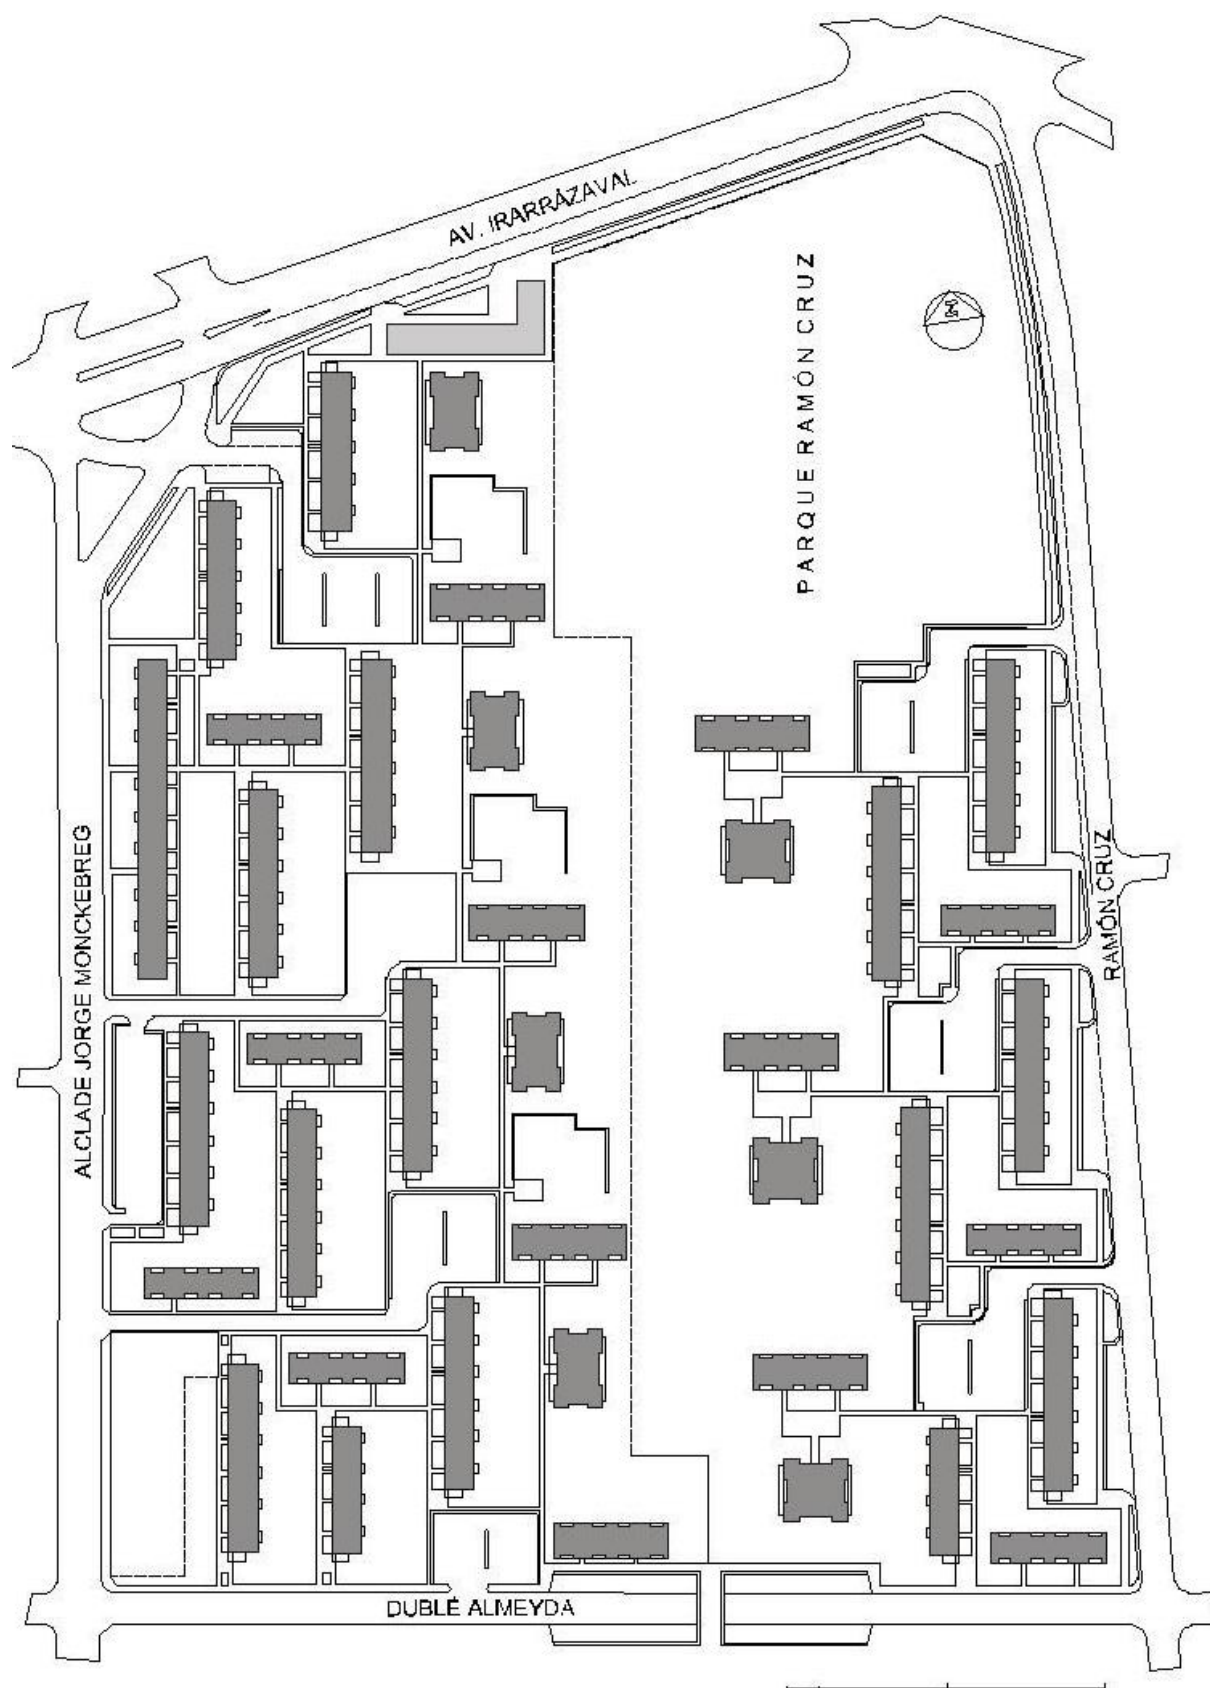 AV. IRARRÁZAVAL
PARQUE RAMÓN CRUZ
N
ALCLADE JORGE MONCKEBREG
RAMÓN CRUZ
DUBLÉ ALMEYDA